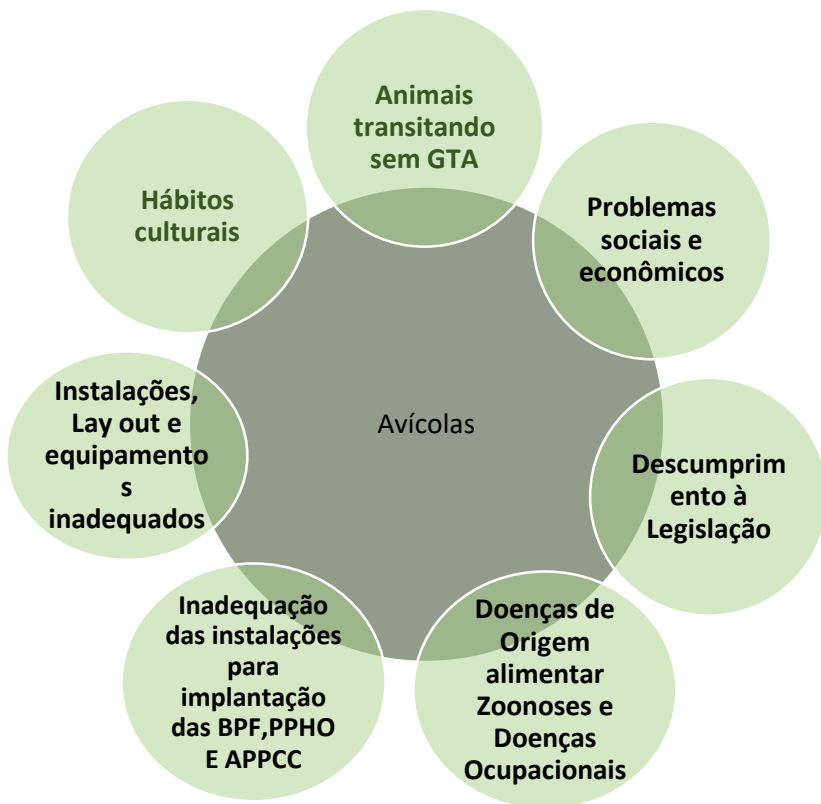 Animais
transitando
sem GTA
Problemas
sociais e
econômicos
Descumprim
ento à
Legislação
Doenças de
Origem
alimentar
Zoonoses e
Doenças
Ocupacionais
Inadequação
das instalações
para
implantação
das BPF,PPHO
E APPCC
Instalações,
Lay out e
equipamento
s
inadequados
Hábitos
culturais
Avícolas